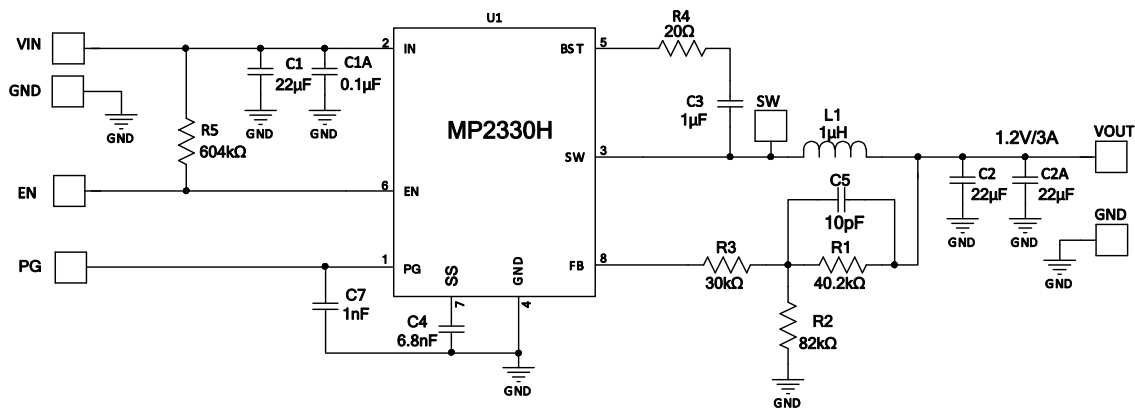 U1
VIN
2
IN
BST
5
R4
20Ω
C1
22µF
C1A
0.1µF
GND
GND
GND
GND
R5
604kΩ
MP2330H
C3
1µF
SW
L1
1µH
1.2V/3A
VOUT
SW
3
EN
6
EN
C5
10pF
C2
22µF
C2A
22µF
GND
GND
GND
GND
PG
1
PG
SS
GND
FB
8
R3
30kΩ
R1
40.2kΩ
7
4
C7
1nF
C4
6.8nF
R2
82kΩ
GND
GND